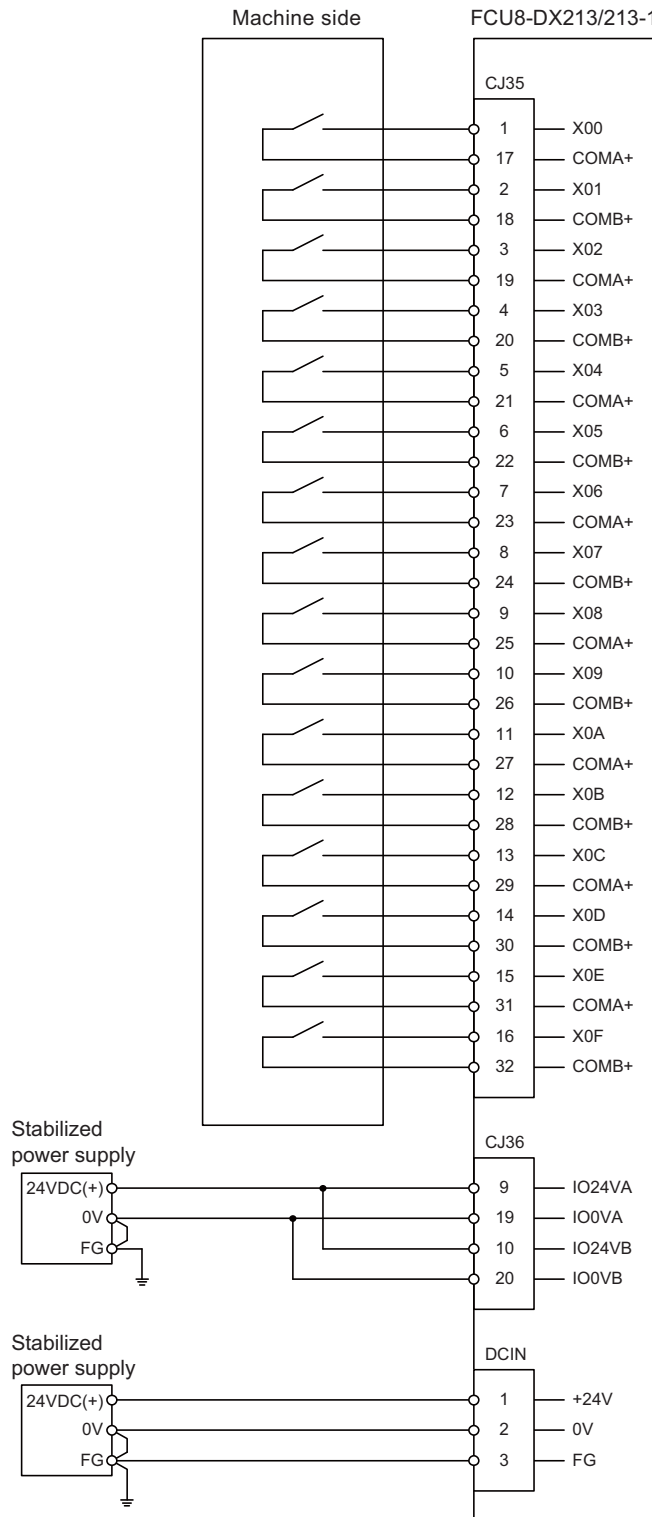 Machine side
FCU8-DX213/213-1
CJ35
1 X00
17 COMA+
2 X01
18 COMB+
3 X02
19 COMA+
4 X03
20 COMB+
5 X04
21 COMA+
6 X05
22 COMB+
7 X06
23 COMA+
8 X07
24 COMB+
9 X08
25 COMA+
10 X09
26 COMB+
11 X0A
27 COMA+
12 X0B
28 COMB+
13 X0C
29 COMA+
14 X0D
30 COMB+
15 X0E
31 COMA+
16 X0F
32 COMB+
Stabilized
power supply
CJ36
24VDC(+) 9 IO24VA
0V 19 IO0VA
FG 10 IO24VB
20 IO0VB
Stabilized
power supply
DCIN
24VDC(+) 1 +24V
0V 2 0V
FG 3 FG